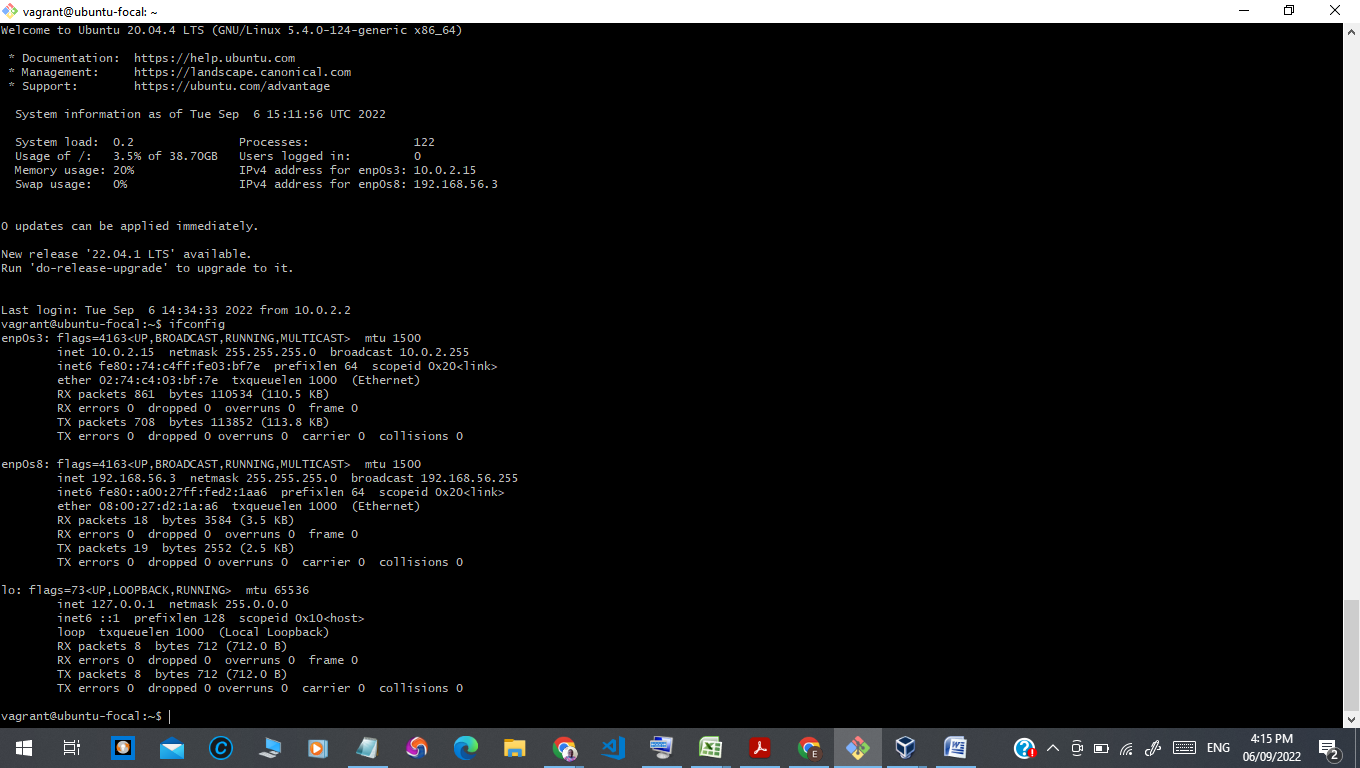 vagrant@ubuntu-focal: ~
Welcome to Ubuntu 20.04.4 LTS (GNU/Linux 5.4.0-124-generic x86_64)
 * Documentation:  https://help.ubuntu.com
 * Management:     https://landscape.canonical.com
 * Support:        https://ubuntu.com/advantage
  System information as of Tue Sep  6 15:11:56 UTC 2022
  System load:  0.2               Processes:               122
  Usage of /:   3.5% of 38.70GB   Users logged in:         0
  Memory usage: 20%               IPv4 address for enp0s3: 10.0.2.15
  Swap usage:   0%                IPv4 address for enp0s8: 192.168.56.3
0 updates can be applied immediately.
New release '22.04.1 LTS' available.
Run 'do-release-upgrade' to upgrade to it.
Last login: Tue Sep  6 14:34:33 2022 from 10.0.2.2
vagrant@ubuntu-focal:~$ ifconfig
enp0s3: flags=4163<UP,BROADCAST,RUNNING,MULTICAST>  mtu 1500
        inet 10.0.2.15  netmask 255.255.255.0  broadcast 10.0.2.255
        inet6 fe80::74:c4ff:fe03:bf7e  prefixlen 64  scopeid 0x20<link>
        ether 02:74:c4:03:bf:7e  txqueuelen 1000  (Ethernet)
        RX packets 861  bytes 110534 (110.5 KB)
        RX errors 0  dropped 0  overruns 0  frame 0
        TX packets 708  bytes 113852 (113.8 KB)
        TX errors 0  dropped 0 overruns 0  carrier 0  collisions 0
enp0s8: flags=4163<UP,BROADCAST,RUNNING,MULTICAST>  mtu 1500
        inet 192.168.56.3  netmask 255.255.255.0  broadcast 192.168.56.255
        inet6 fe80::a00:27ff:fed2:1aa6  prefixlen 64  scopeid 0x20<link>
        ether 08:00:27:d2:1a:a6  txqueuelen 1000  (Ethernet)
        RX packets 18  bytes 3584 (3.5 KB)
        RX errors 0  dropped 0  overruns 0  frame 0
        TX packets 19  bytes 2552 (2.5 KB)
        TX errors 0  dropped 0 overruns 0  carrier 0  collisions 0
lo: flags=73<UP,LOOPBACK,RUNNING>  mtu 65536
        inet 127.0.0.1  netmask 255.0.0.0
        inet6 ::1  prefixlen 128  scopeid 0x10<host>
        loop  txqueuelen 1000  (Local Loopback)
        RX packets 8  bytes 712 (712.0 B)
        RX errors 0  dropped 0  overruns 0  frame 0
        TX packets 8  bytes 712 (712.0 B)
        TX errors 0  dropped 0 overruns 0  carrier 0  collisions 0
vagrant@ubuntu-focal:~$
ENG
4:15 PM
06/09/2022
2